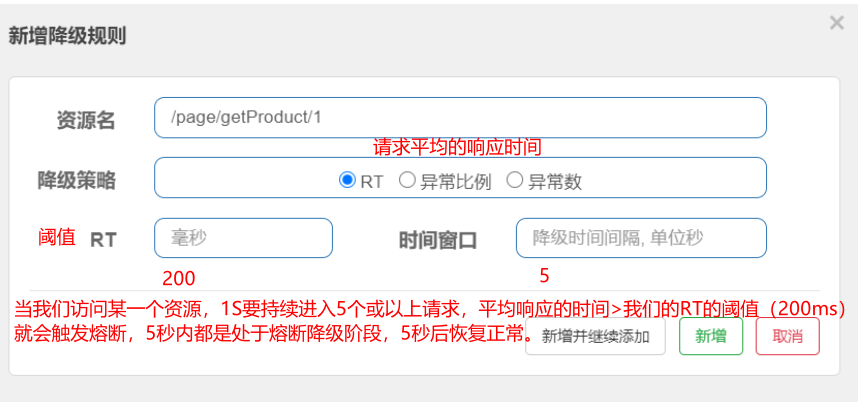 新增降级规则
×
资源名 /page/getProduct/1
请求平均的响应时间
降级策略 RT 异常比例 异常数
阈值 RT 毫秒 时间窗口 降级时间间隔, 单位秒
200 5
当我们访问某一个资源，1S要持续进入5个或以上请求，平均响应的时间>我们的RT的阈值（200ms）
就会触发熔断，5秒内都是处于熔断降级阶段，5秒后恢复正常。
新增并继续添加 新增 取消